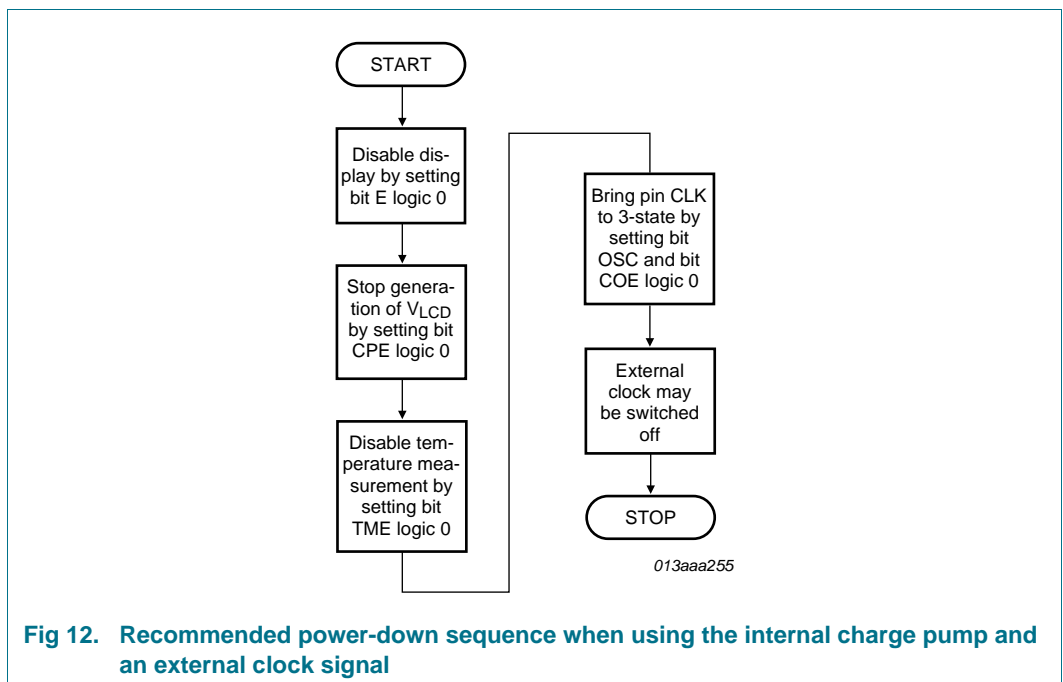 START
Disable dis-
play by setting
bit E logic 0
Stop genera-
tion of VLCD
by setting bit
CPE logic 0
Disable tem-
perature mea-
surement by
setting bit
TME logic 0
Bring pin CLK
to 3-state by
setting bit
OSC and bit
COE logic 0
External
clock may
be switched
off
STOP
013aaa255
Fig 12. Recommended power-down sequence when using the internal charge pump and
an external clock signal